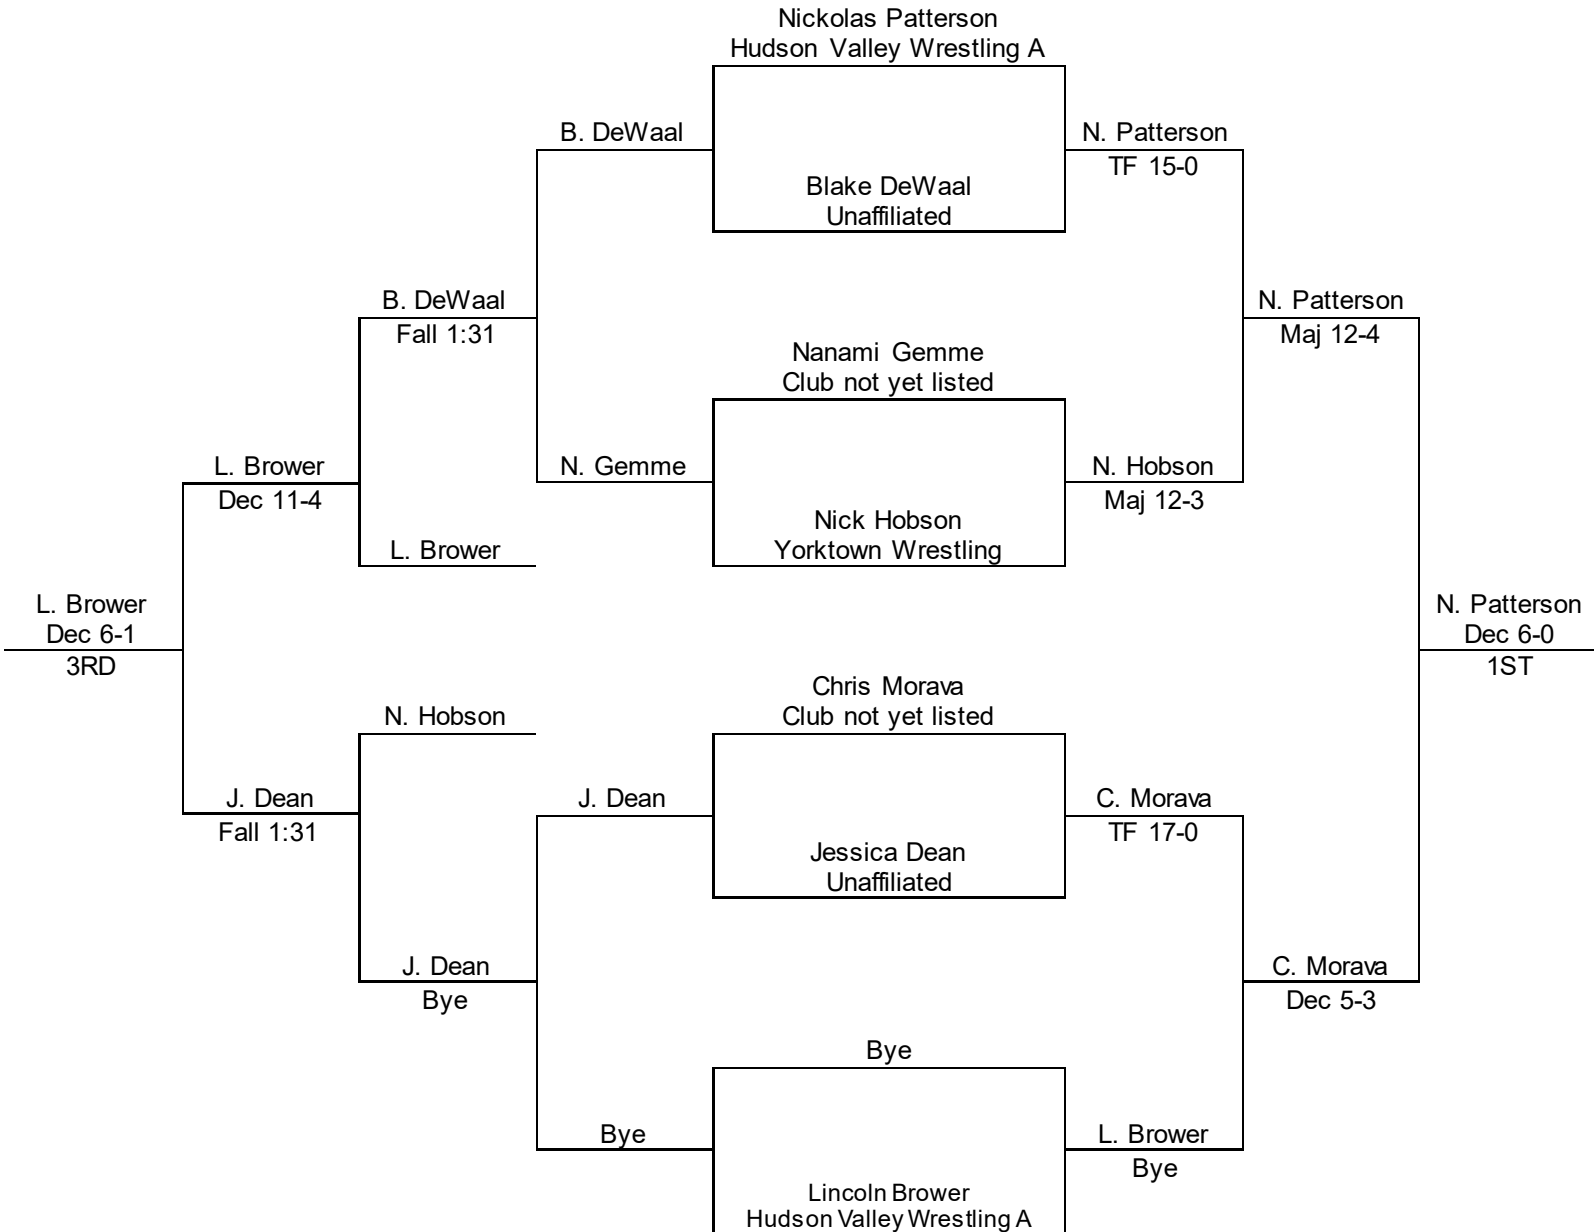 Nickolas Patterson
Hudson Valley Wrestling A
B. DeWaal
N. Patterson
TF 15-0
Blake DeWaal
Unaffiliated
B. DeWaal
Fall 1:31
N. Patterson
Maj 12-4
Nanami Gemme
Club not yet listed
L. Brower
Dec 11-4
N. Gemme
N. Hobson
Maj 12-3
Nick Hobson
Yorktown Wrestling
L. Brower
L. Brower
Dec 6-1
3RD
N. Patterson
Dec 6-0
1ST
Chris Morava
Club not yet listed
N. Hobson
J. Dean
Fall 1:31
J. Dean
C. Morava
TF 17-0
Jessica Dean
Unaffiliated
J. Dean
Bye
C. Morava
Dec 5-3
Bye
Bye
L. Brower
Bye
Lincoln Brower
Hudson Valley Wrestling A